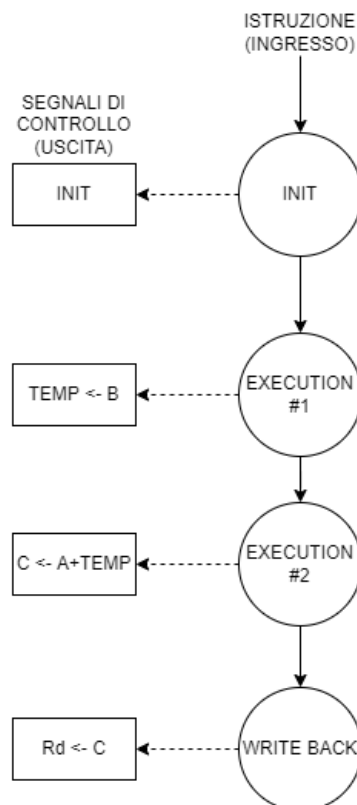 ISTRUZIONE
(INGRESSO)
SEGNALI DI
CONTROLLO
(USCITA)
INIT
INIT
TEMP <- B
EXECUTION
#1
C <- A+TEMP
EXECUTION
#2
Rd <- C
WRITE BACK